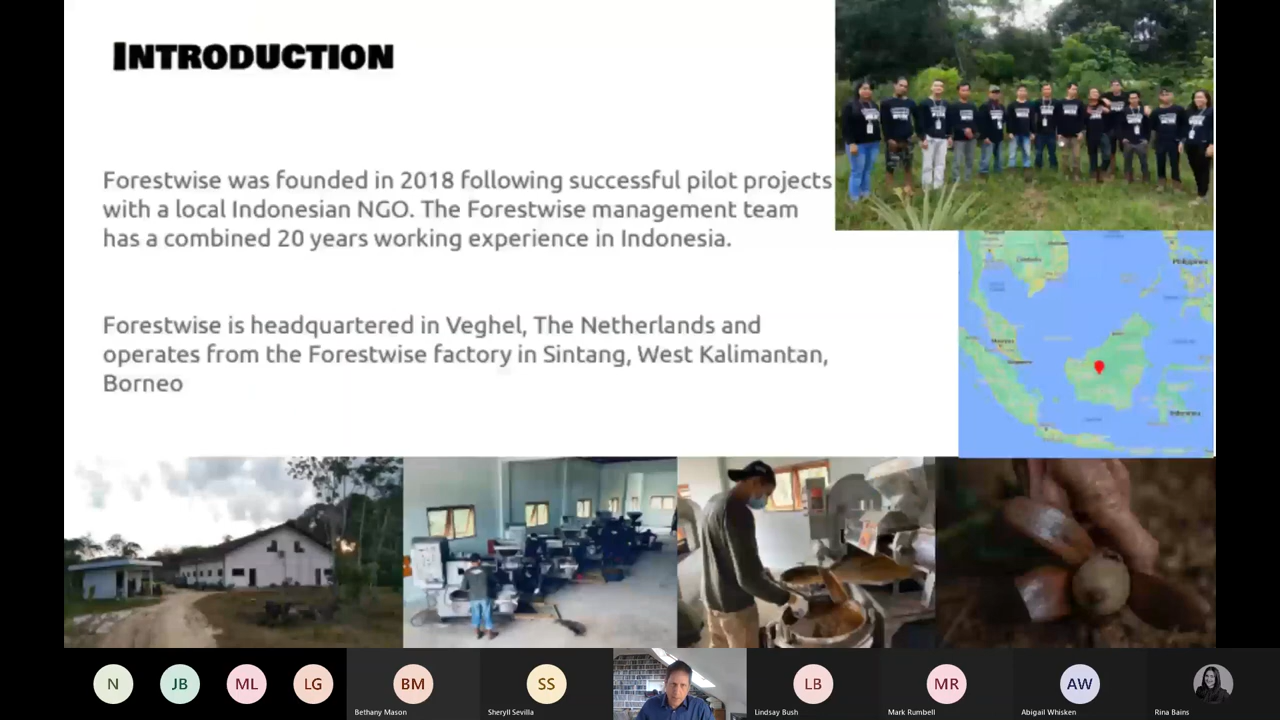 INTRODUCTION
Forestwise was founded in 2018 following successful pilot projects
with a local Indonesian NGO. The Forestwise management team
has a combined 20 years working experience in Indonesia.
Forestwise is headquartered in Veghel, The Netherlands and
operates from the Forestwise factory in Sintang, West Kalimantan,
Borneo
Philippines
Indonesia
N
JB
ML
LG
BM
SS
LB
MR
AW
Bethany Mason
Sheryll Sevilla
Lindsay Bush
Mark Rumbell
Abigail Whisken
Rina Bains